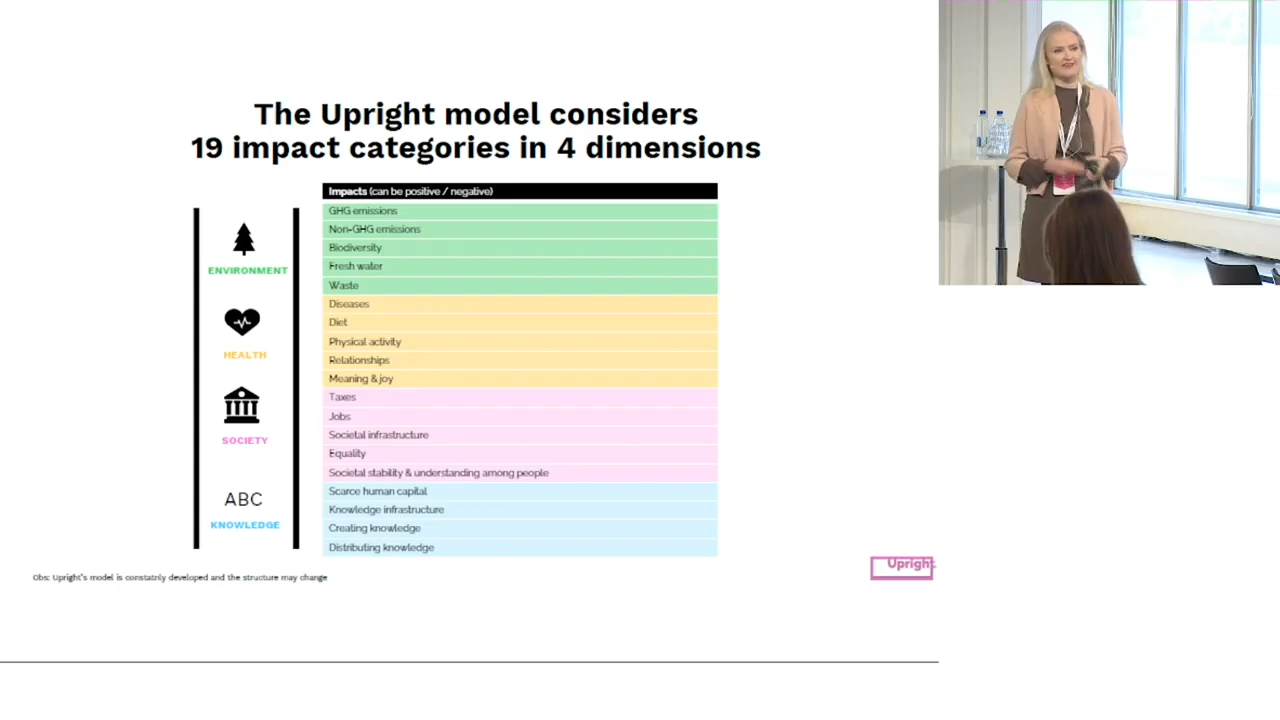 The Upright model considers
19 impact categories in 4 dimensions
Impacts (can be positive / negative)
ENVIRONMENT
GHG emissions
Non-GHG emissions
Biodiversity
Fresh water
Waste
HEALTH
Diseases
Diet
Physical activity
Relationships
Meaning & joy
SOCIETY
Taxes
Jobs
Societal infrastructure
Equality
Societal stability & understanding among people
ABC
KNOWLEDGE
Scarce human capital
Knowledge infrastructure
Creating knowledge
Distributing knowledge
Obs: Upright's model is constatnly developed and the structure may change
Upright.